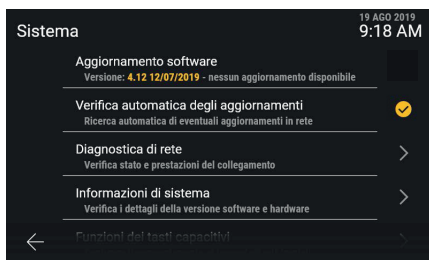 19 AGO 2019
Sistema
9:18 AM
Aggiornamento software
Versione: 4.12 12/07/2019 - nessun aggiornamento disponibile
Verifica automatica degli aggiornamenti
Ricerca automatica di eventuali aggiornamenti in rete
Diagnostica di rete
Verifica stato e prestazioni del collegamento
Informazioni di sistema
Verifica i dettagli della versione software e hardware
Funzioni dei tasti capacitivi